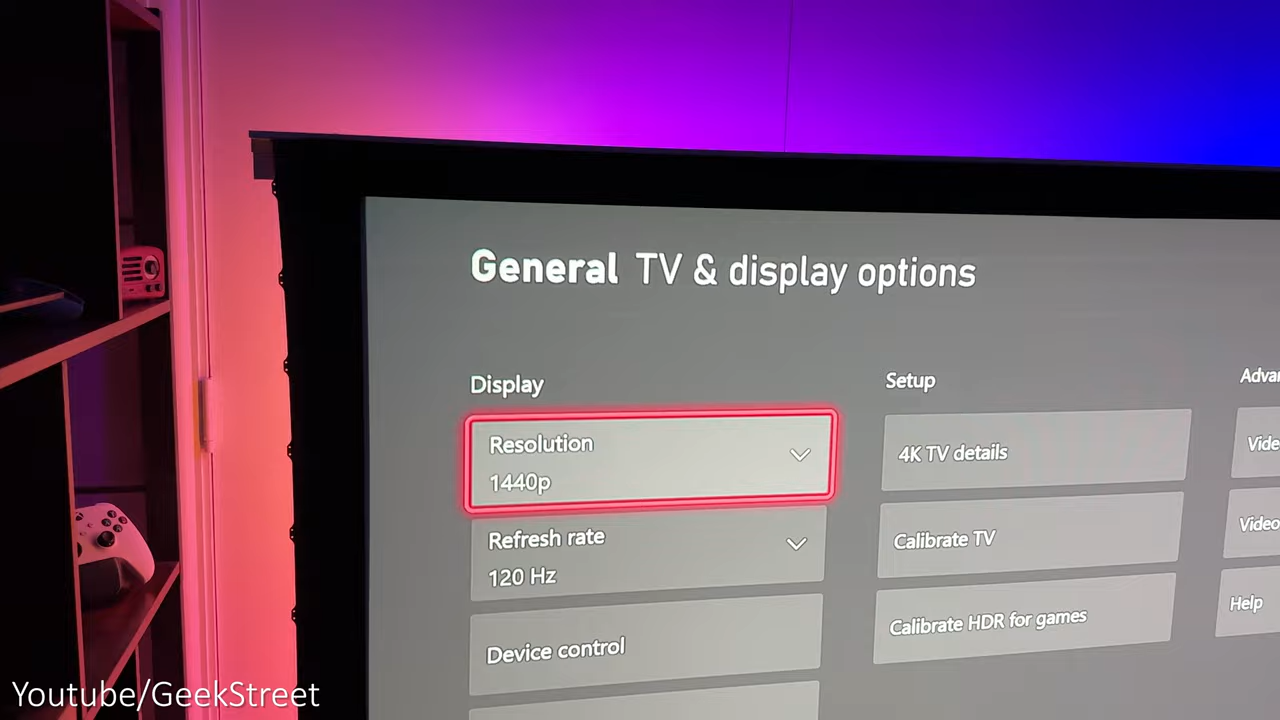 General TV & display options
Display
Resolution
1440p
Refresh rate
120 Hz
Device control
Setup
4K TV details
Calibrate TV
Calibrate HDR for games
Help
Youtube/GeekStreet